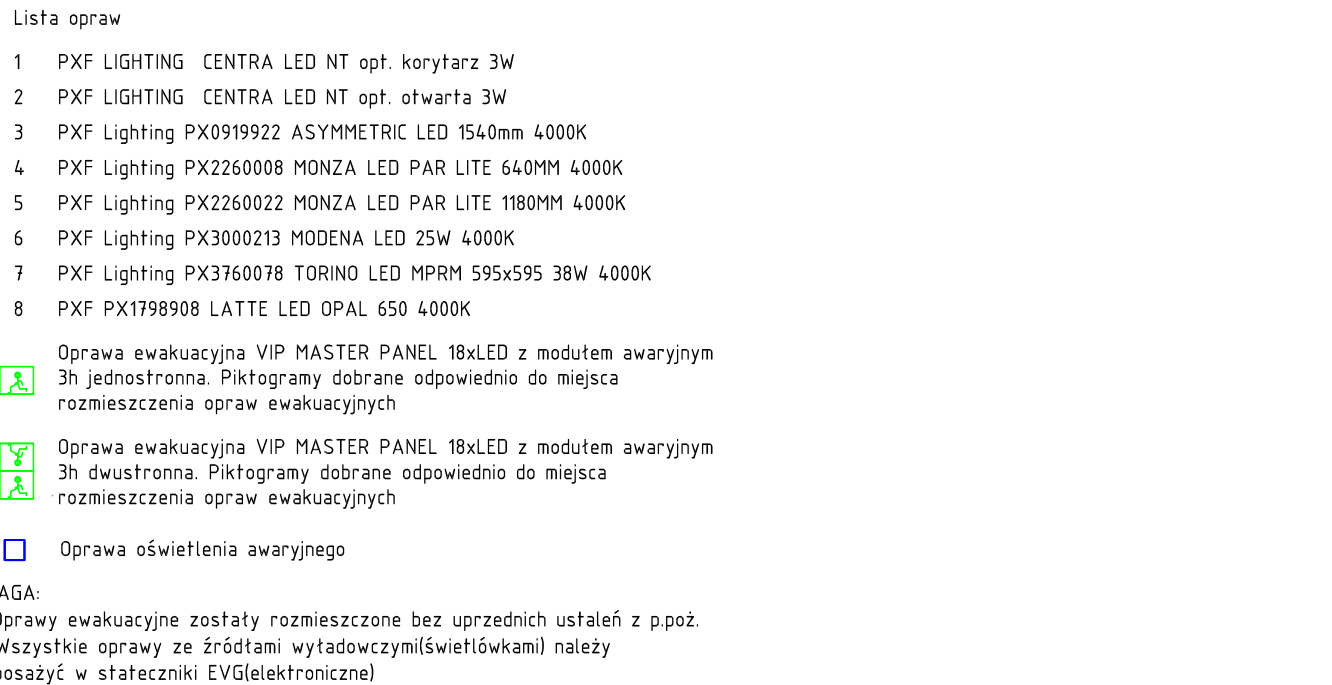 Lista opraw
1 PXF LIGHTING CENTRA LED NT opt. korytarz 3W
2 PXF LIGHTING CENTRA LED NT opt. otwarta 3W
3 PXF Lighting PX0919922 ASYMMETRIC LED 1540mm 4000K
4 PXF Lighting PX2260008 MONZA LED PAR LITE 640MM 4000K
5 PXF Lighting PX2260022 MONZA LED PAR LITE 1180MM 4000K
6 PXF Lighting PX3000213 MODENA LED 25W 4000K
7 PXF Lighting PX3760078 TORINO LED MPRM 595x595 38W 4000K
8 PXF PX1798908 LATTE LED OPAL 650 4000K
Oprawa ewakuacyjna VIP MASTER PANEL 18xLED z modułem awaryjnym
3h jednostronna. Piktogramy dobrane odpowiednio do miejsca
rozmieszczenia opraw ewakuacyjnych
Oprawa ewakuacyjna VIP MASTER PANEL 18xLED z modułem awaryjnym
3h dwustronna. Piktogramy dobrane odpowiednio do miejsca
rozmieszczenia opraw ewakuacyjnych
Oprawa oświetlenia awaryjnego
AGA:
Oprawy ewakuacyjne zostały rozmieszczone bez uprzednich ustaleń z p.poż.
Wszystkie oprawy ze źródłami wyładowczymi(świetlówkami) należy
posażyć w stateczniki EVG(elektroniczne)